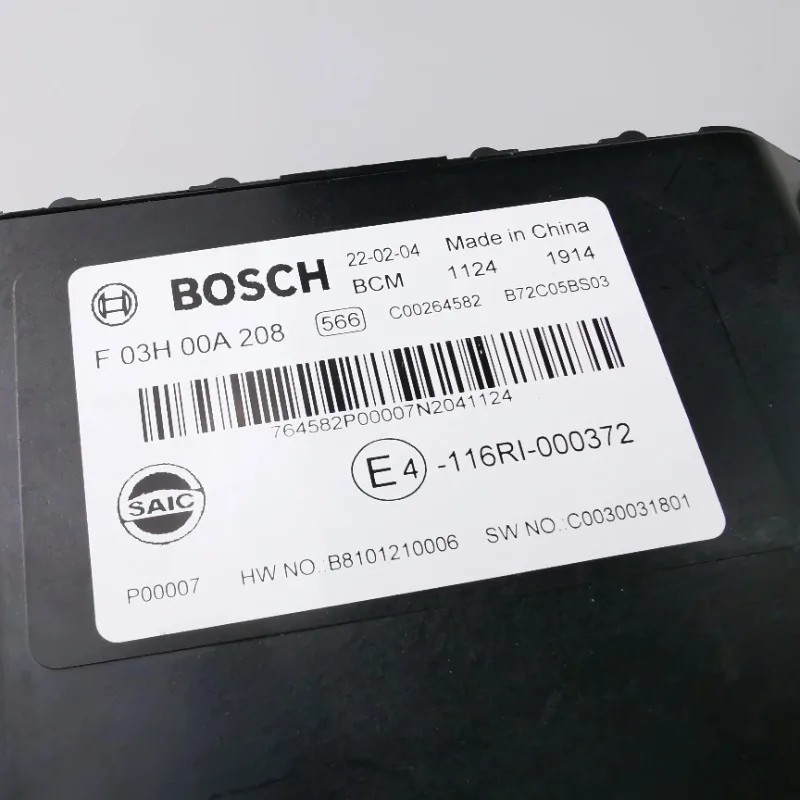 BOSCH 22-02-04 Made in China
BCM 1124 1914
F 03H 00A 208 566 C00264582 B72C05BS03
764582P00007N2041124
E4 -116RI-000372
SAIC
P00007 HW NO.:B8101210006 SW NO.:C0030031801